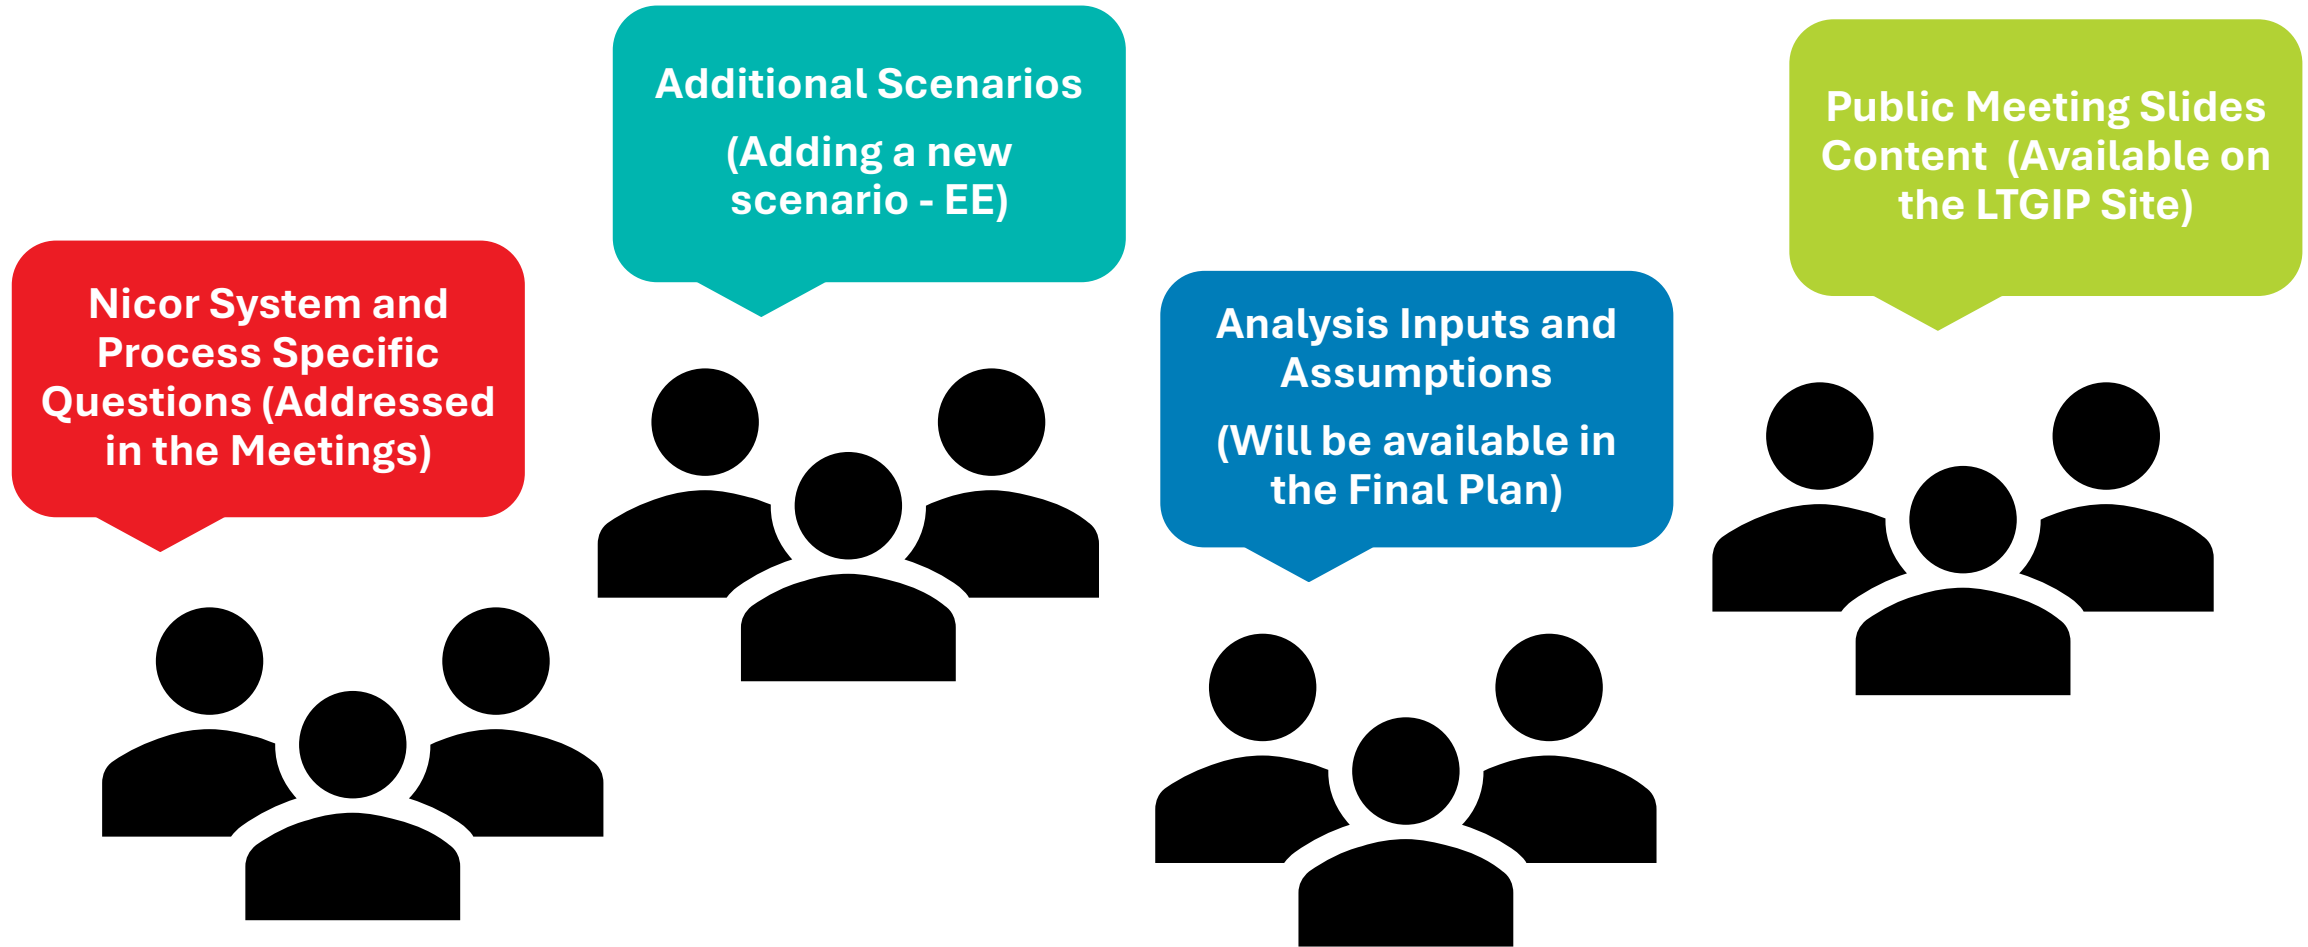 Nicor System and
Process Specific
Questions (Addressed
in the Meetings)
Additional Scenarios
(Adding a new
scenario - EE)
Analysis Inputs and
Assumptions
(Will be available in
the Final Plan)
Public Meeting Slides
Content (Available on
the LTGIP Site)